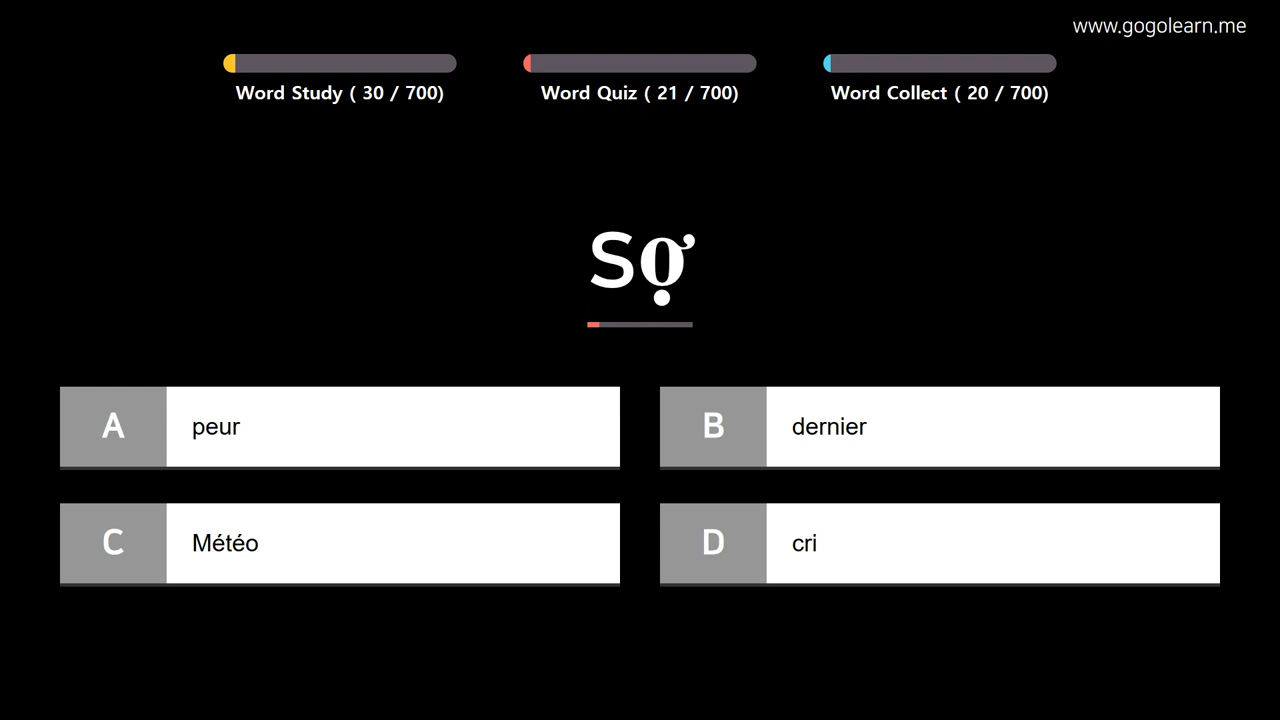 www.gogolearn.me
Word Study ( 30 / 700)
Word Quiz ( 21 / 700)
Word Collect ( 20 / 700)
Sợ
A peur
B dernier
C Météo
D cri